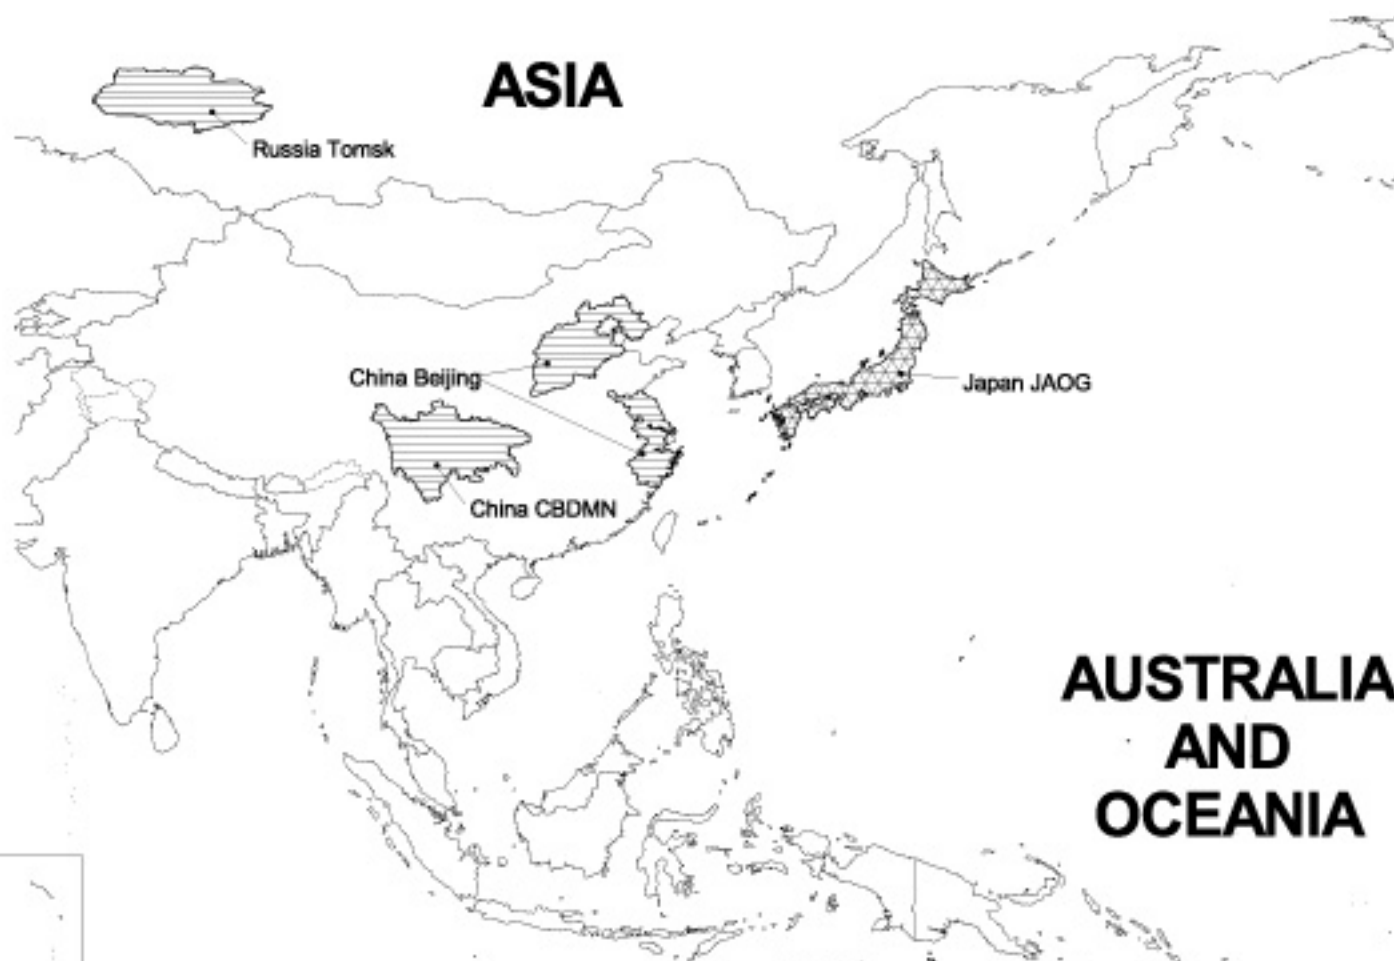 ASIA
Russia Tomsk
China Beijing
Japan JAOG
China CBDMN
AUSTRALIA
AND
OCEANIA